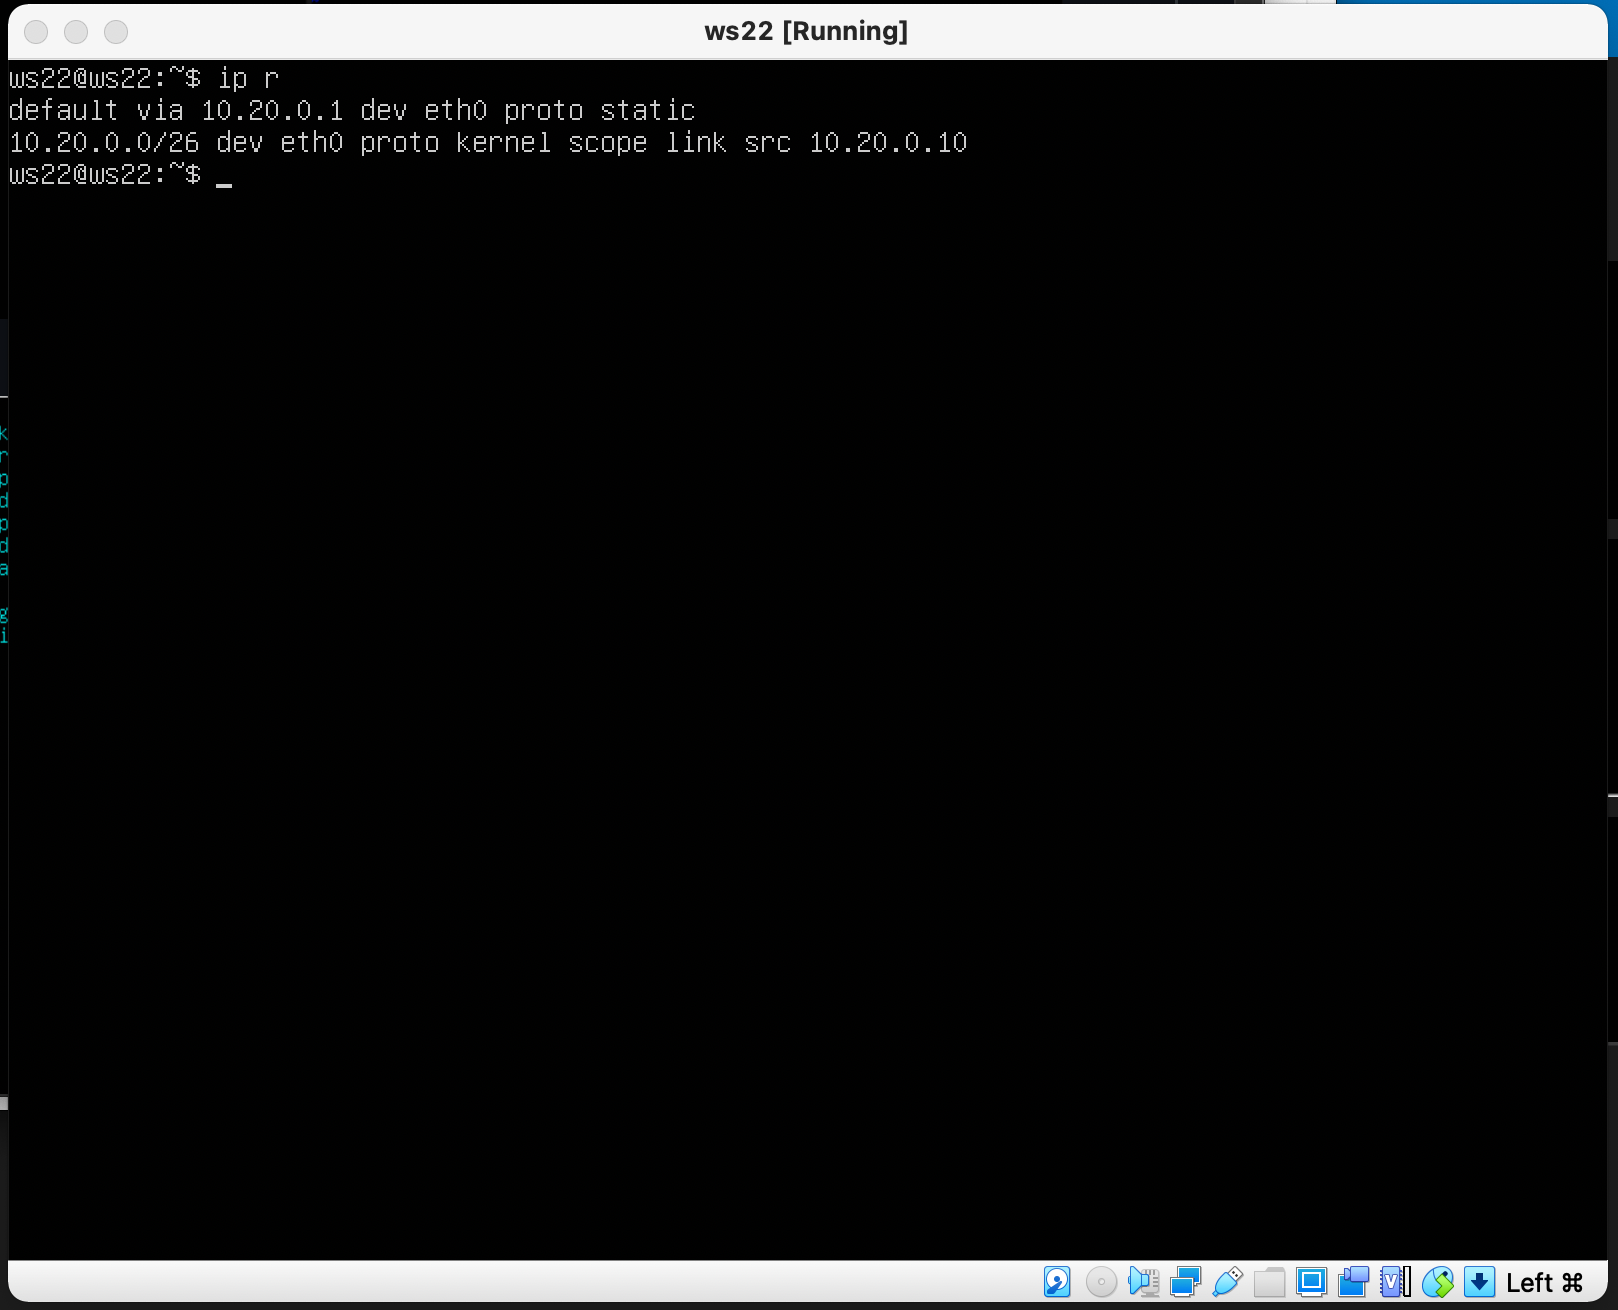 ws22 [Running]
ws22@ws22:~$ ip r
default via 10.20.0.1 dev eth0 proto static
10.20.0.0/26 dev eth0 proto kernel scope link src 10.20.0.10
ws22@ws22:~$ _
k
r
p
d
p
d
a
g
i
Left ⌘